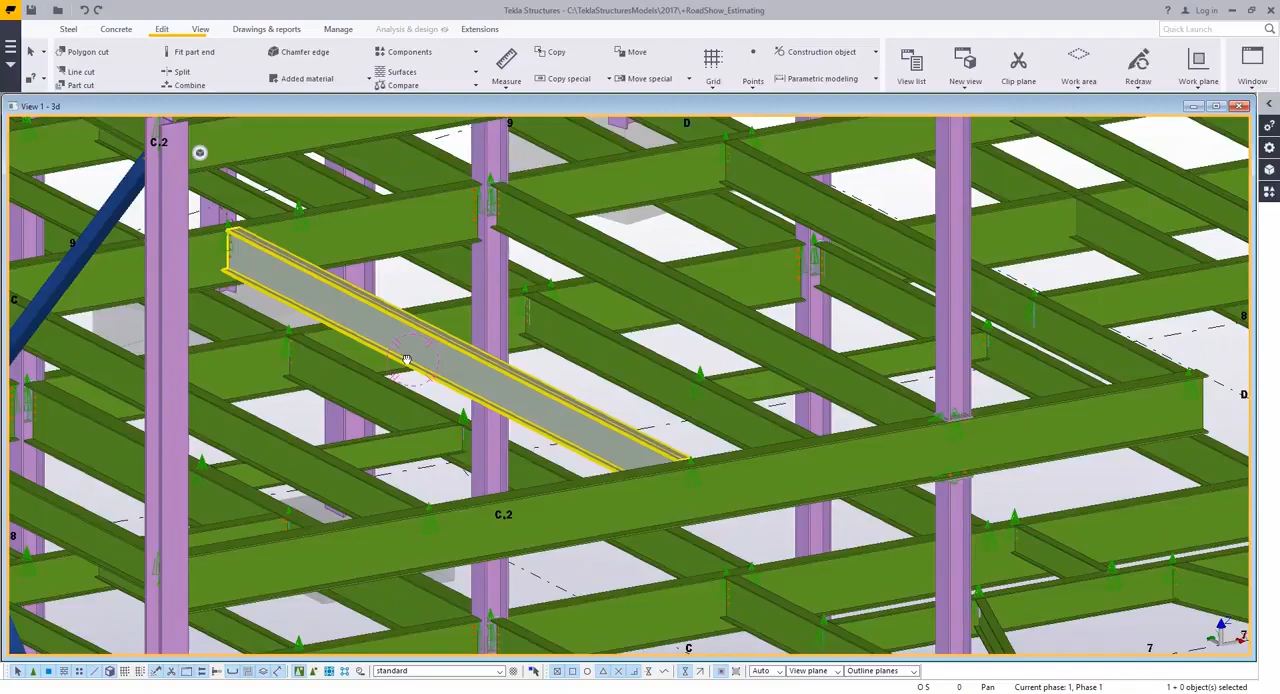 Tekla Structures - C:\TeklaStructuresModels\2017\+RoadShow_Estimating
Log in
Steel
Concrete
Edit
View
Drawings & reports
Manage
Analysis & design
Extensions
Quick Launch
Polygon cut
Fit part end
Chamfer edge
Components
Copy
Move
Construction object
Line cut
Split
Surfaces
Part cut
Combine
Added material
Compare
Measure
Copy special
Move special
Grid
Points
Parametric modeling
View list
New view
Clip plane
Work area
Redraw
Work plane
Window
View 1 - 3d
C.2
9
D
9
C
8
D
C.2
8
C
7
7
Z
standard
Auto
View plane
Outline planes
O S
0
Pan
Current phase: 1, Phase 1
1 + 0 object(s) selected